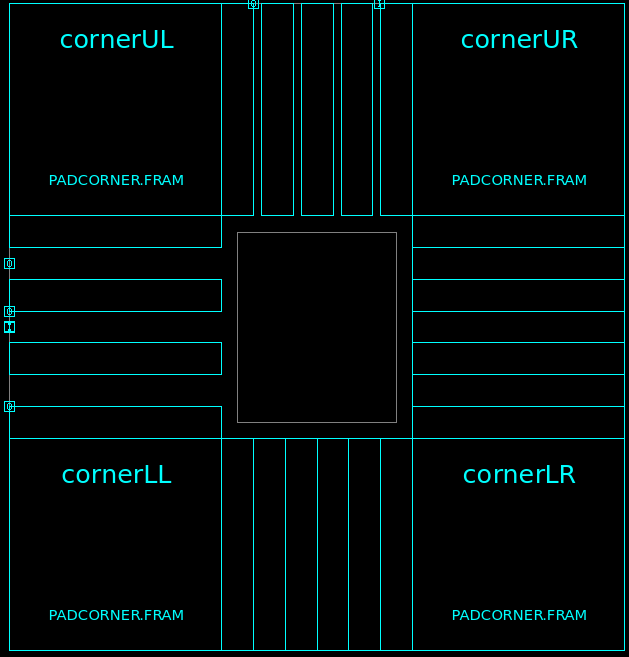 cornerUL
cornerUR
PADCORNER.FRAM
PADCORNER.FRAM
cornerLL
cornerLR
PADCORNER.FRAM
PADCORNER.FRAM